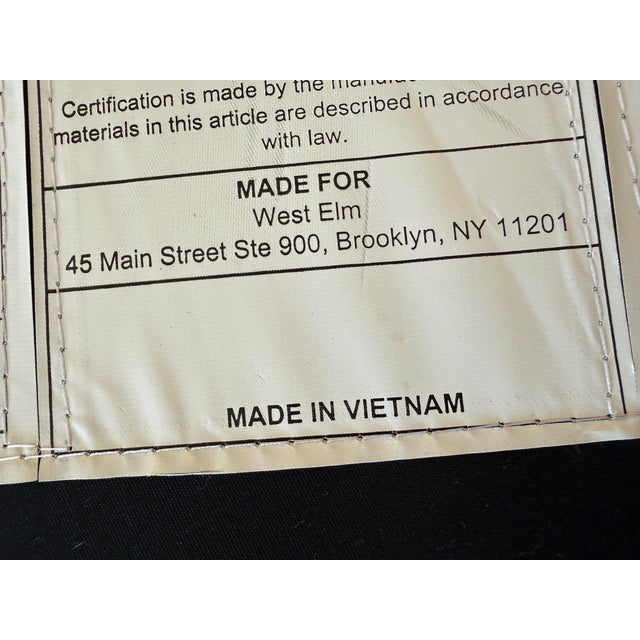 Certification is made by the
materials in this article are described in accordance
with law.
MADE FOR
West Elm
45 Main Street Ste 900, Brooklyn, NY 11201
MADE IN VIETNAM